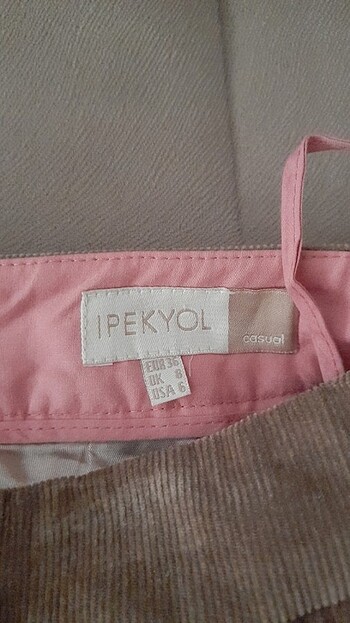 IPEKYOL
casual
EUR 36
UK 8
USA 6